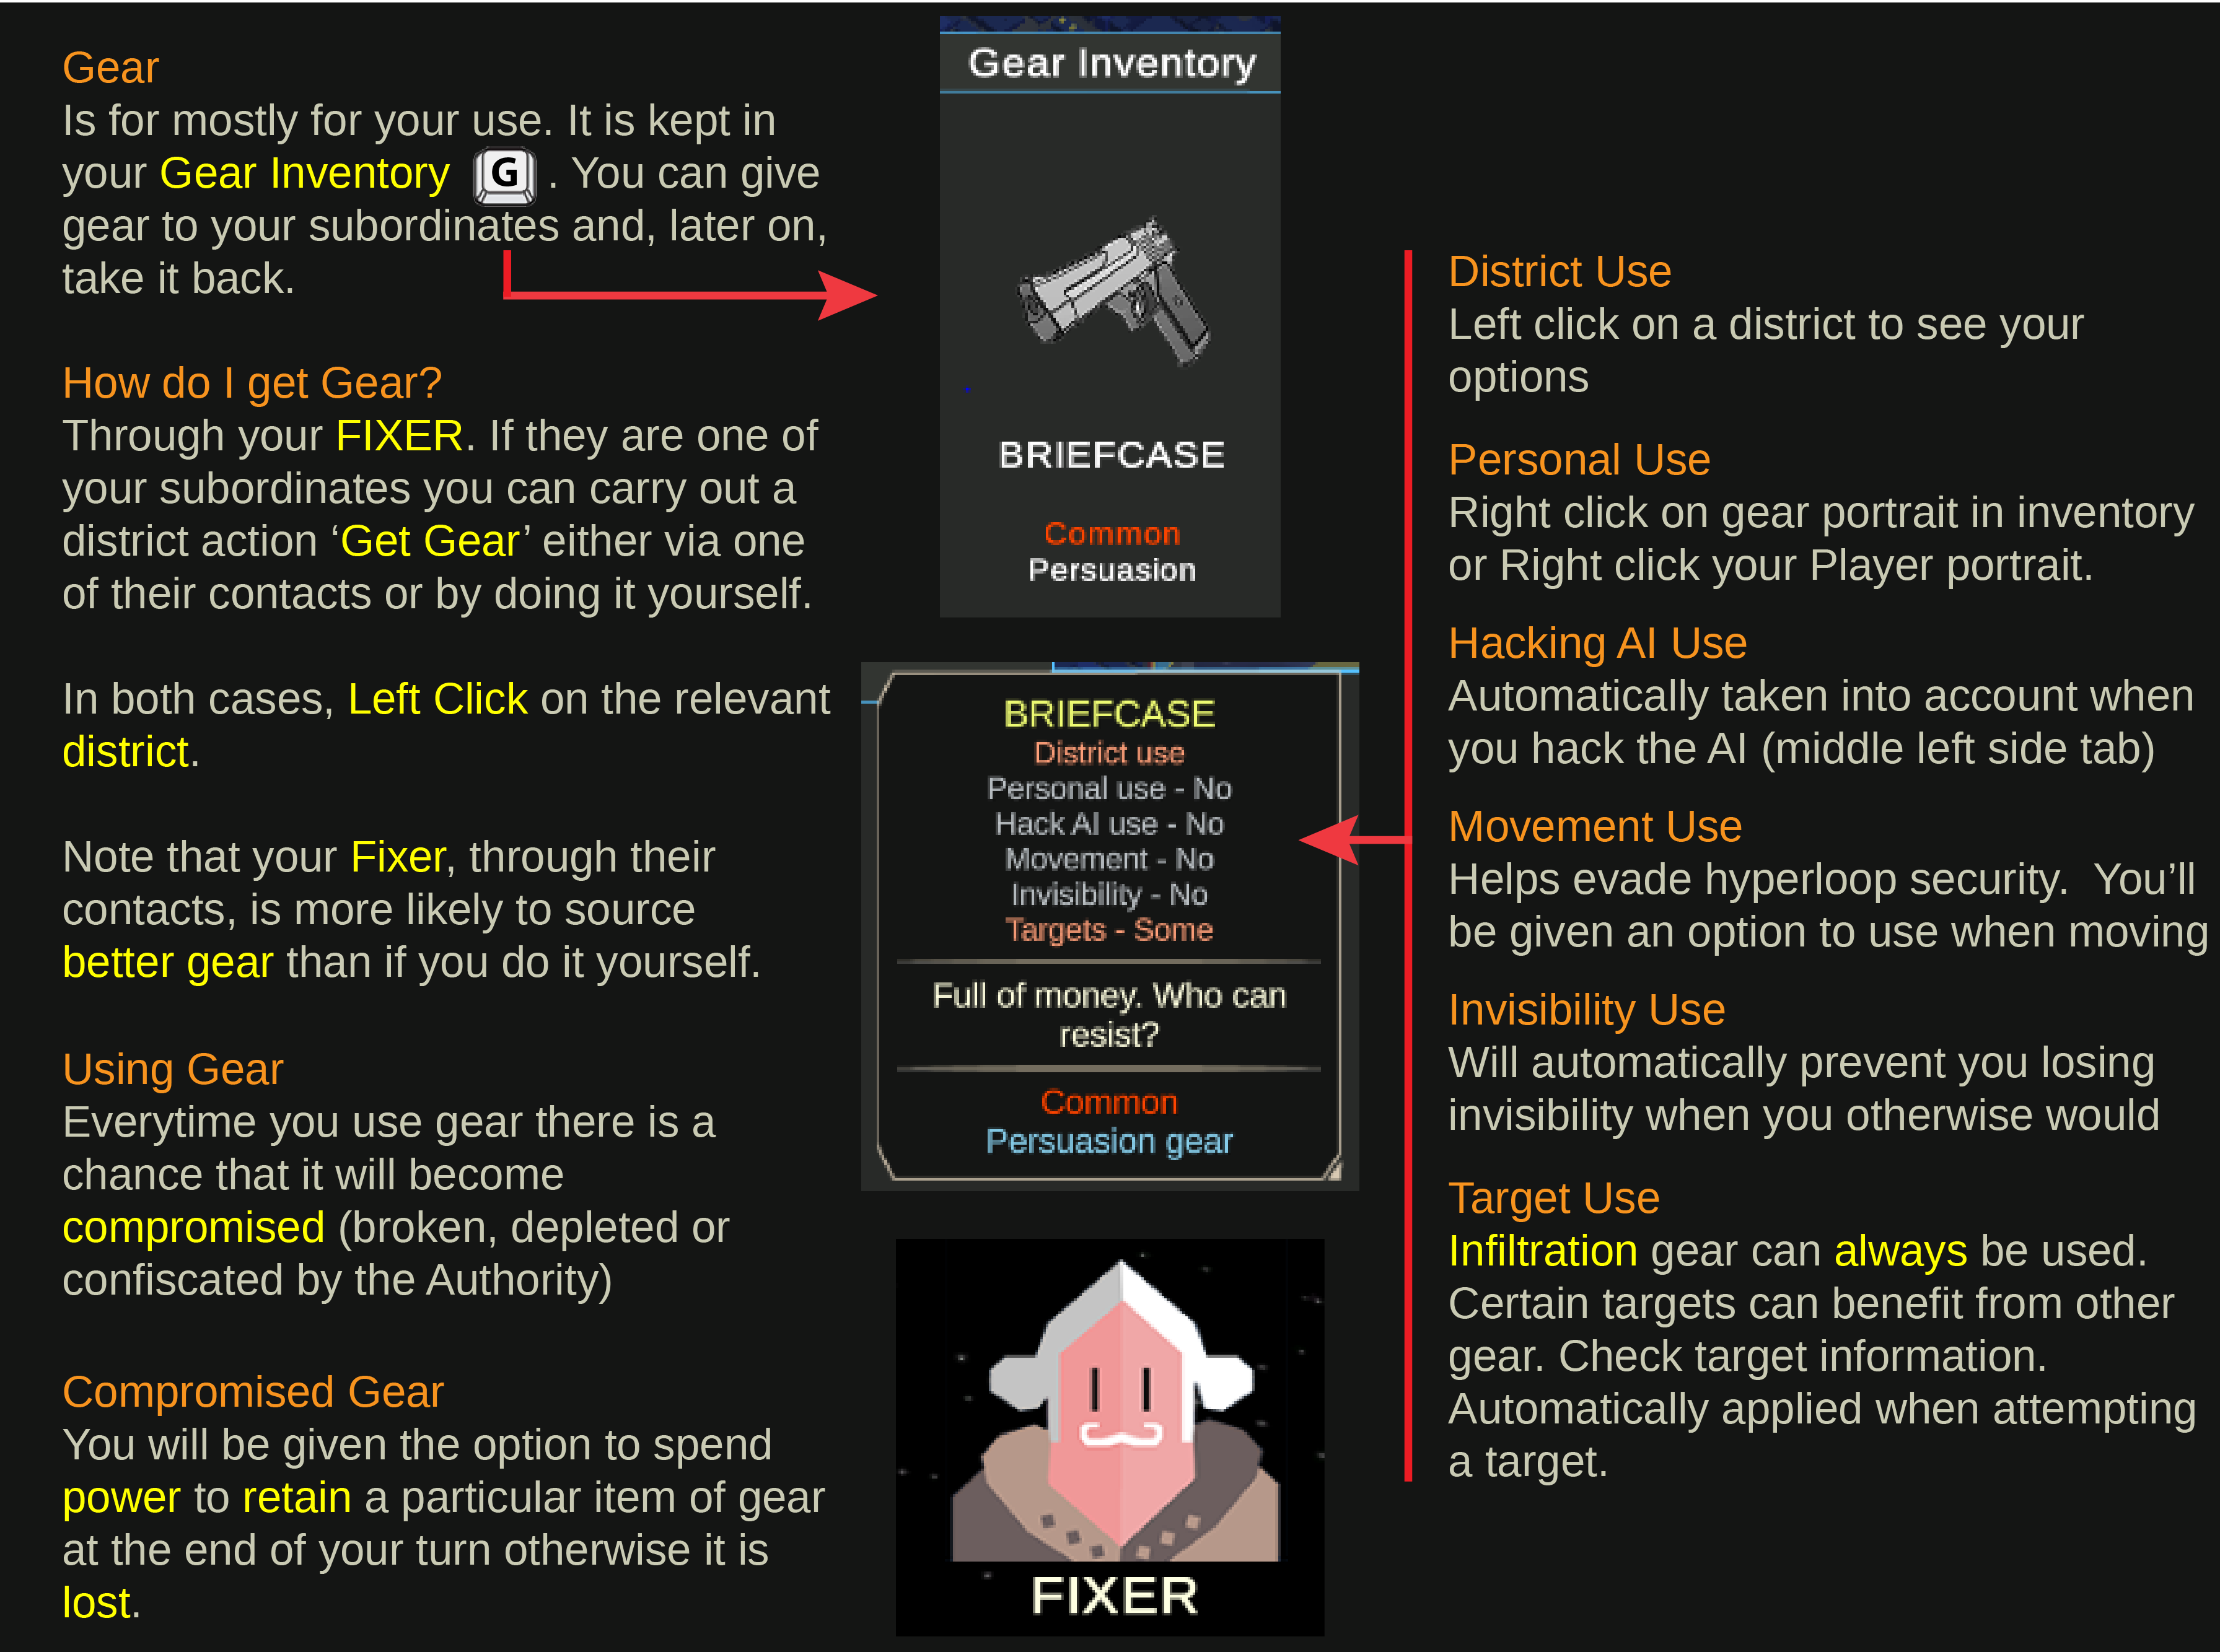 Gear
Is for mostly for your use. It is kept in
your Gear Inventory G . You can give
gear to your subordinates and, later on,
take it back.
How do I get Gear?
Through your FIXER. If they are one of
your subordinates you can carry out a
district action ‘Get Gear’ either via one
of their contacts or by doing it yourself.
In both cases, Left Click on the relevant
district.
Note that your Fixer, through their
contacts, is more likely to source
better gear than if you do it yourself.
Using Gear
Everytime you use gear there is a
chance that it will become
compromised (broken, depleted or
confiscated by the Authority)
Compromised Gear
You will be given the option to spend
power to retain a particular item of gear
at the end of your turn otherwise it is
lost.
Gear Inventory
BRIEFCASE
Common
Persuasion
BRIEFCASE
District use
Personal use - No
Hack AI use - No
Movement - No
Invisibility - No
Targets - Some
Full of money. Who can
resist?
Common
Persuasion gear
FIXER
District Use
Left click on a district to see your
options
Personal Use
Right click on gear portrait in inventory
or Right click your Player portrait.
Hacking AI Use
Automatically taken into account when
you hack the AI (middle left side tab)
Movement Use
Helps evade hyperloop security.  You’ll
be given an option to use when moving
Invisibility Use
Will automatically prevent you losing
invisibility when you otherwise would
Target Use
Infiltration gear can always be used.
Certain targets can benefit from other
gear. Check target information.
Automatically applied when attempting
a target.